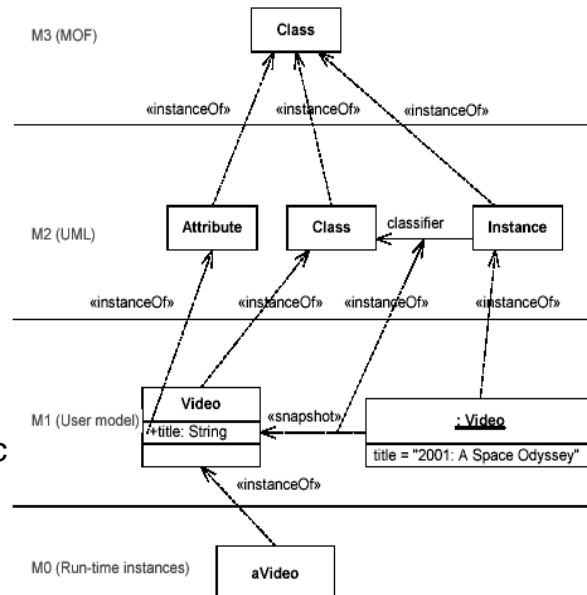 M3 (MOF)
Class
«instanceOf»
«instanceOf»
«instanceOf»
M2 (UML)
Attribute
Class
classifier
Instance
«instanceOf»
«instanceOf»
«instanceOf»
«instanceOf»
M1 (User model)
Video
+title: String
«snapshot»
: Video
title = "2001: A Space Odyssey"
c
«instanceOf»
M0 (Run-time instances)
aVideo